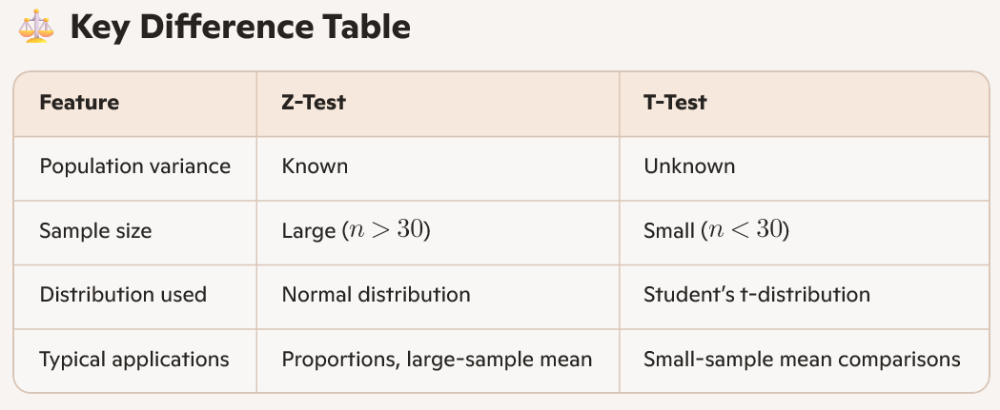 ⚖️ Key Difference Table
Feature Z-Test T-Test
Population variance Known Unknown
Sample size Large (n > 30) Small (n < 30)
Distribution used Normal distribution Student’s t-distribution
Typical applications Proportions, large-sample mean Small-sample mean comparisons